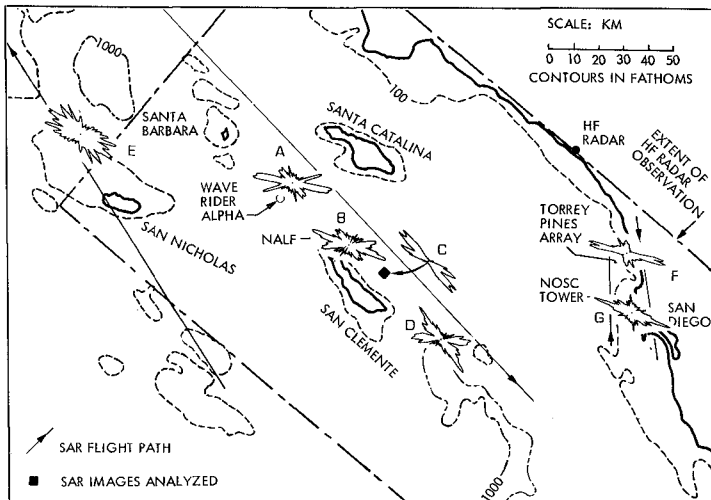 SCALE: KM
0 10 20 30 40 50
CONTOURS IN FATHOMS
1000
100
SANTA
BARBARA
SANTA CATALINA
HF
RADAR
EXTENT OF
HF RADAR
OBSERVATION
E
A
WAVE
RIDER
ALPHA
SAN NICHOLAS
B
NALF
C
TORREY
PINES
ARRAY
F
NOSC
TOWER
G
SAN
DIEGO
SAN CLEMENTE
D
1000
SAR FLIGHT PATH
SAR IMAGES ANALYZED